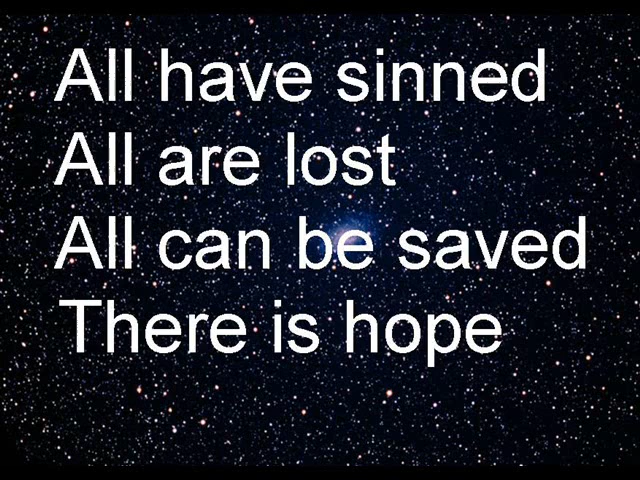 All have sinned
All are lost
All can be saved
There is hope